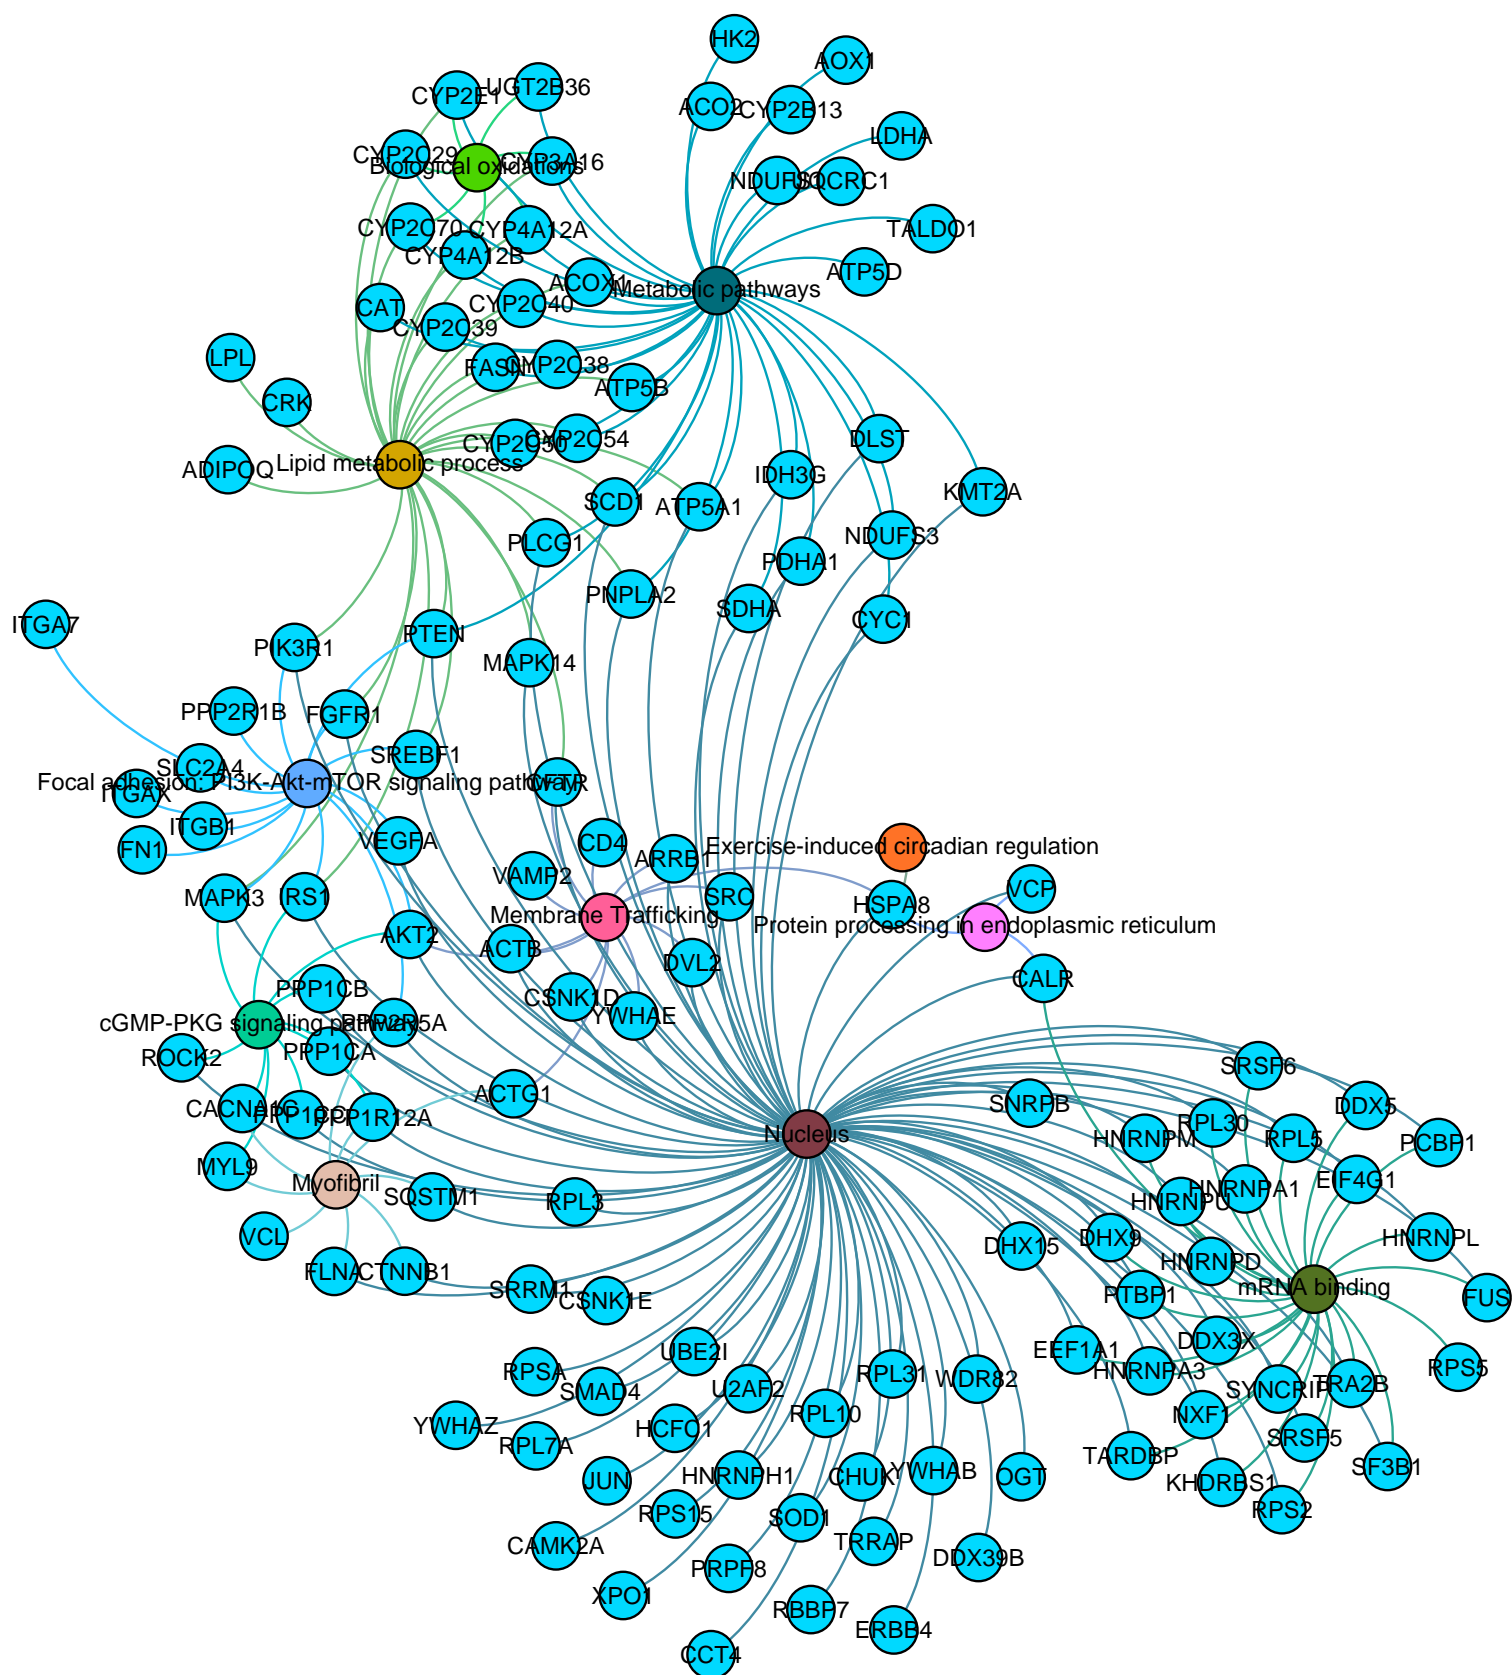 HK2
AOX1
CYP2E1
UGT2B36
ACO2
CYP2B13
LDHA
CYP2C29
CYP3A16
Biological oxidations
NDUFS1
UQCRC1
CYP2C70
CYP4A12A
TALDO1
CYP4A12B
ATP5D
ACOX1
Metabolic pathways
CAT
CYP2C40
CYP2C39
LPL
FASN
CYP2C38
ATP5B
CRK
CYP2C50
CYP2C54
DLST
ADIPOQ
Lipid metabolic process
IDH3G
KMT2A
SCD1
ATP5A1
PLCG1
NDUFS3
PDHA1
PNPLA2
SDHA
CYC1
ITGA7
PIK3R1
PTEN
MAPK14
PPP2R1B
FGFR1
SREBF1
SLC2A4
Focal adhesion: PI3K-Akt-mTOR signaling pathway
CFTR
ITGAX
ITGB1
FN1
VEGFA
CD4
ARRB1
Exercise-induced circadian regulation
VAMP2
MAPK3
IRS1
SRC
HSPA8
VCP
Membrane Trafficking
Protein processing in endoplasmic reticulum
AKT2
ACTB
DVL2
CALR
PPP1CB
CSNK1D
YWHAE
cGMP-PKG signaling pathway
PPP2R5A
ROCK2
PPP1CA
SRSF6
CACNA1C
PPP1CC
PPP1R12A
ACTG1
SNRPB
DDX5
Nucleus
HNRNPM
RPL30
RPL5
PCBP1
MYL9
Myofibril
SQSTM1
RPL3
HNRNPU
HNRNPA1
EIF4G1
VCL
DHX15
DHX9
HNRNPD
HNRNPL
FLNA
CTNNB1
SRRM1
CSNK1E
PTBP1
mRNA binding
FUS
RPSA
SMAD4
UBE2I
U2AF2
RPL31
WDR82
EEF1A1
HNRNPA3
DDX3X
SYNCRIP
TRA2B
RPS5
YWHAZ
RPL7A
HCFC1
RPL10
NXF1
SRSF5
JUN
HNRNPH1
CHUK
YWHAB
OGT
TARDBP
KHDRBS1
SF3B1
RPS15
SOD1
RPS2
CAMK2A
PRPF8
TRRAP
DDX39B
XPO1
RBBP7
ERBB4
CCT4